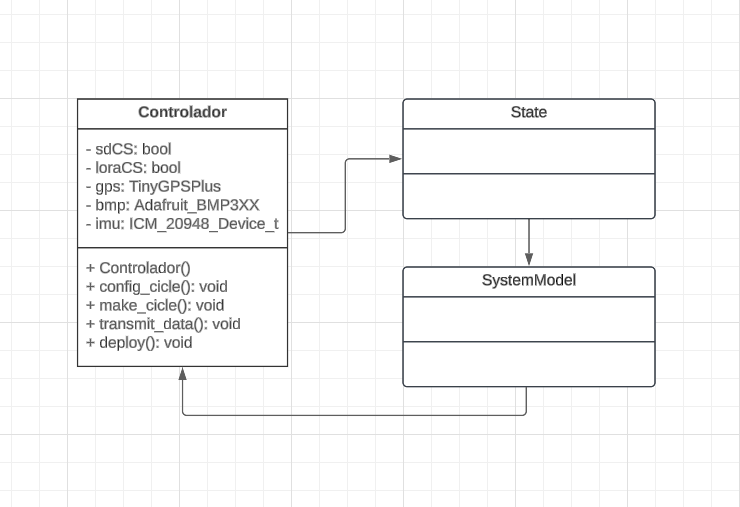 Controlador
- sdCS: bool
- loraCS: bool
- gps: TinyGPSPlus
- bmp: Adafruit_BMP3XX
- imu: ICM_20948_Device_t
+ Controlador()
+ config_cicle(): void
+ make_cicle(): void
+ transmit_data(): void
+ deploy(): void
State
SystemModel